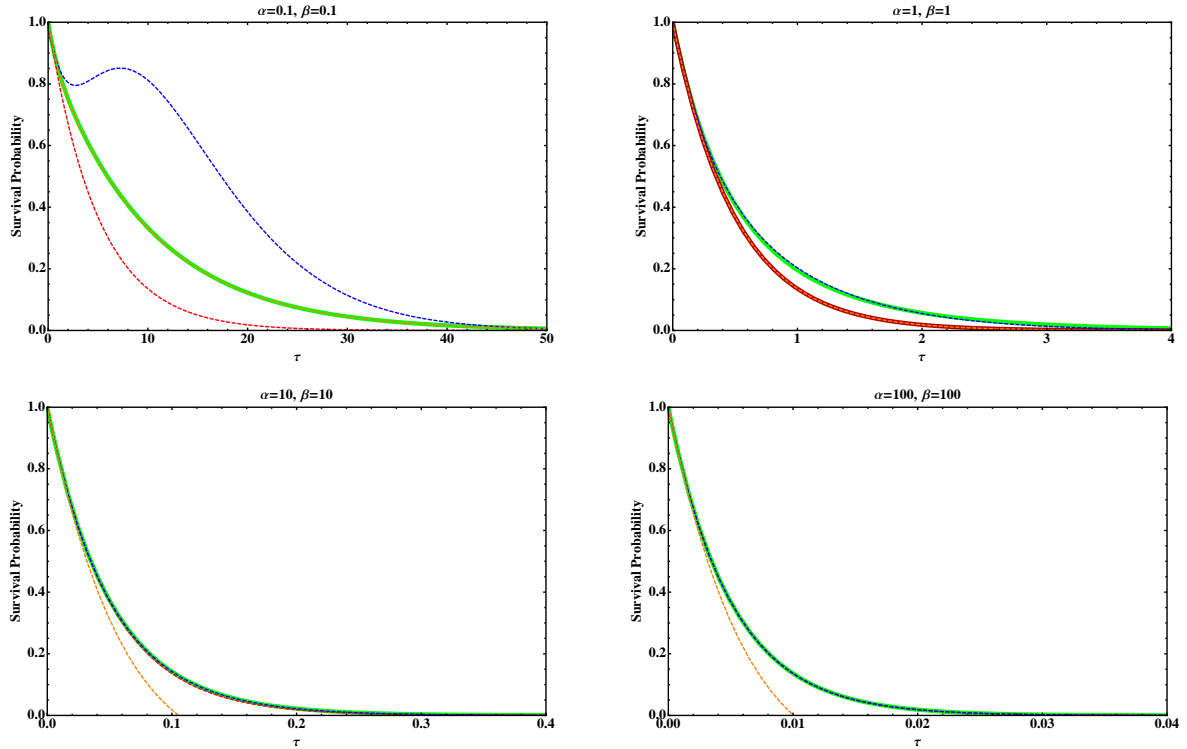 α=0.1, β=0.1
Survival Probability
1.0
0.8
0.6
0.4
0.2
0.0
0 10 20 30 40 50
τ
α=1, β=1
Survival Probability
1.0
0.8
0.6
0.4
0.2
0.0
0 1 2 3 4
τ
α=10, β=10
Survival Probability
1.0
0.8
0.6
0.4
0.2
0.0
0.0 0.1 0.2 0.3 0.4
τ
α=100, β=100
Survival Probability
1.0
0.8
0.6
0.4
0.2
0.0
0.00 0.01 0.02 0.03 0.04
τ